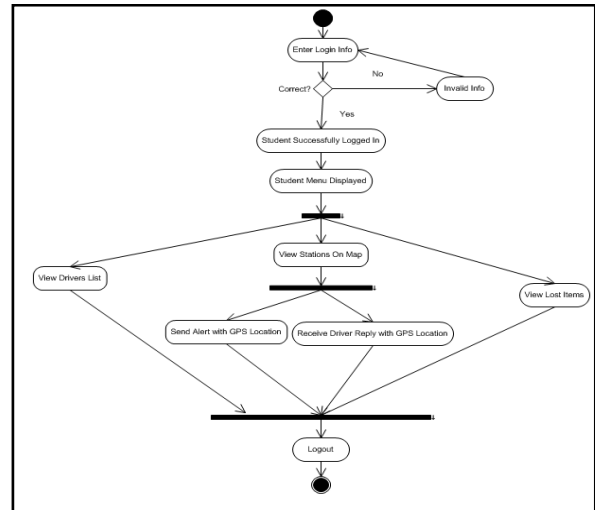 Enter Login Info
No
Correct?
Invalid Info
Yes
Student Successfully Logged In
Student Menu Displayed
View Stations On Map
View Drivers List
View Lost Items
Send Alert with GPS Location
Receive Driver Reply with GPS Location
Logout